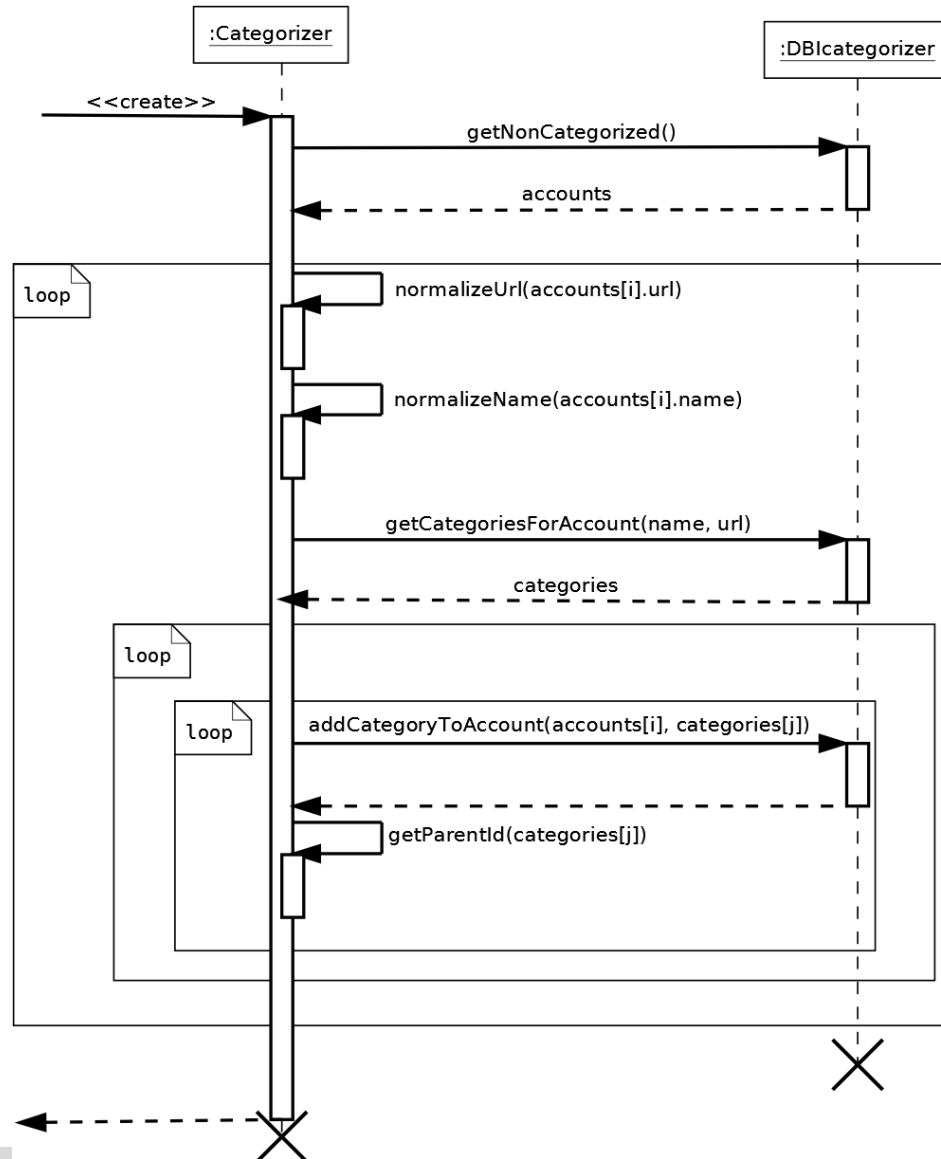 :Categorizer
:DBIcategorizer
<<create>>
getNonCategorized()
accounts
loop
normalizeUrl(accounts[i].url)
normalizeName(accounts[i].name)
getCategoriesForAccount(name, url)
categories
loop
loop
addCategoryToAccount(accounts[i], categories[j])
getParentId(categories[j])